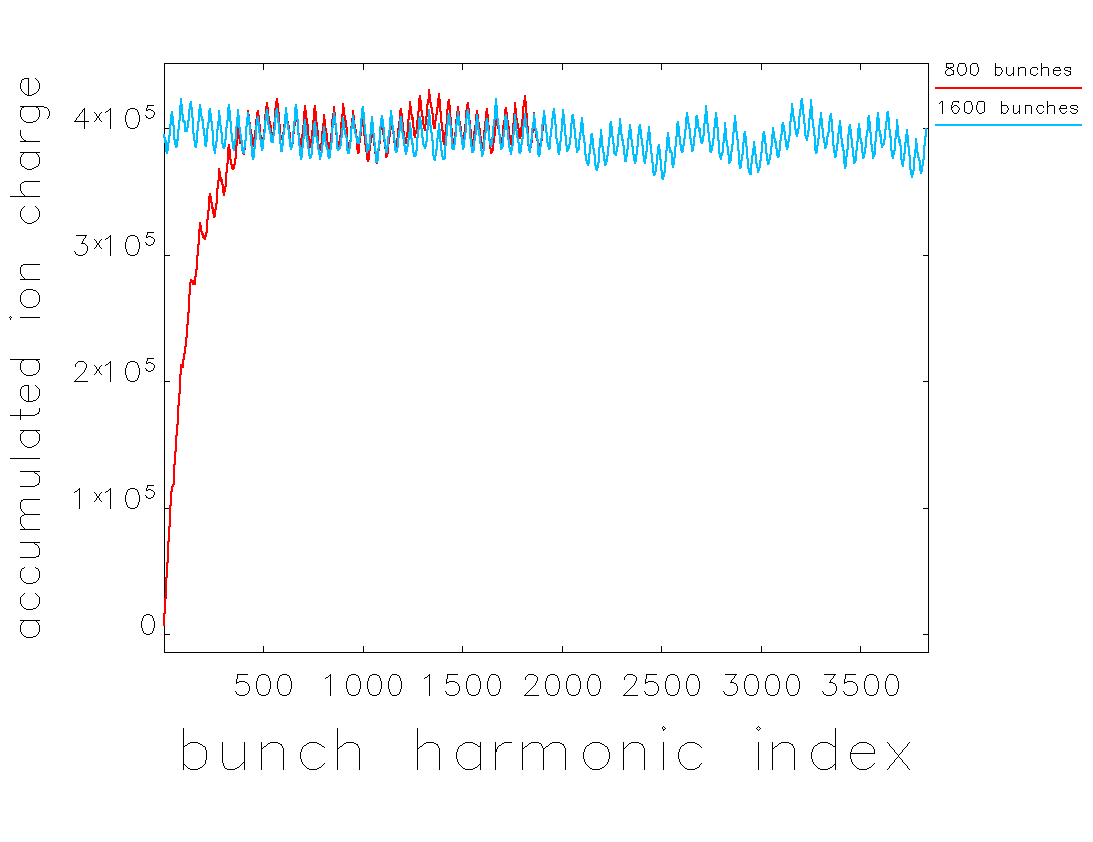 800 bunches
1600 bunches
accumulated ion charge
4×10⁵
3×10⁵
2×10⁵
1×10⁵
0
500 1000 1500 2000 2500 3000 3500
bunch harmonic index